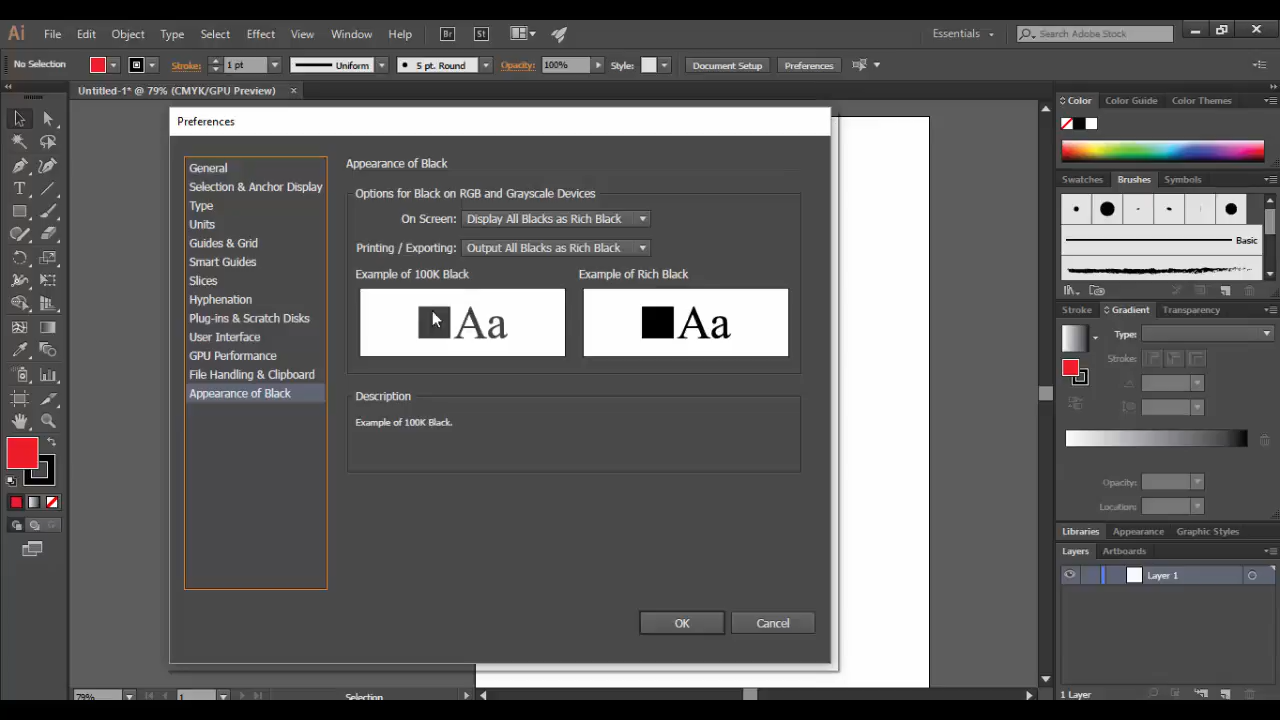 Ai File Edit Object Type Select Effect View Window Help Br St Essentials Search Adobe Stock
No Selection Stroke: 1 pt Uniform 5 pt. Round Opacity: 100% Style: Document Setup Preferences
Untitled-1* @ 79% (CMYK/GPU Preview) ×
Preferences
General
Selection & Anchor Display
Type
Units
Guides & Grid
Smart Guides
Slices
Hyphenation
Plug-ins & Scratch Disks
User Interface
GPU Performance
File Handling & Clipboard
Appearance of Black
Appearance of Black
Options for Black on RGB and Grayscale Devices
On Screen: Display All Blacks as Rich Black
Printing / Exporting: Output All Blacks as Rich Black
Example of 100K Black Example of Rich Black
Aa Aa
Description
Example of 100K Black.
OK Cancel
Color Color Guide Color Themes
Swatches Brushes Symbols
Basic
Stroke Gradient Transparency
Type:
Stroke:
Opacity:
Location:
Libraries Appearance Graphic Styles
Layers Artboards
Layer 1
1 Layer
79% 1 Selection